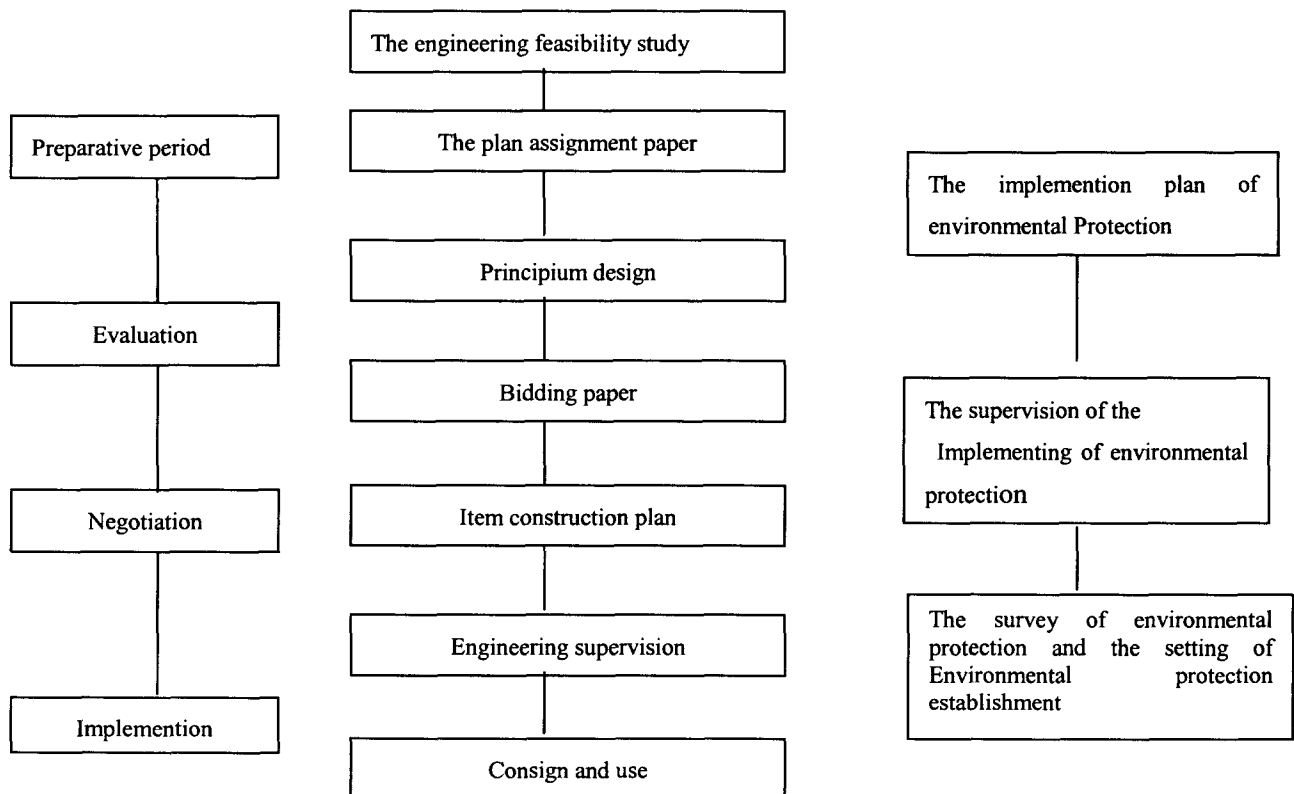 The engineering feasibility study
Preparative period
The plan assignment paper
The implemention plan of
environmental Protection
Principium design
Evaluation
Bidding paper
The supervision of the
Implementing of environmental
protection
Negotiation
Item construction plan
Engineering supervision
The survey of environmental
protection and the setting of
Environmental protection
establishment
Implemention
Consign and use